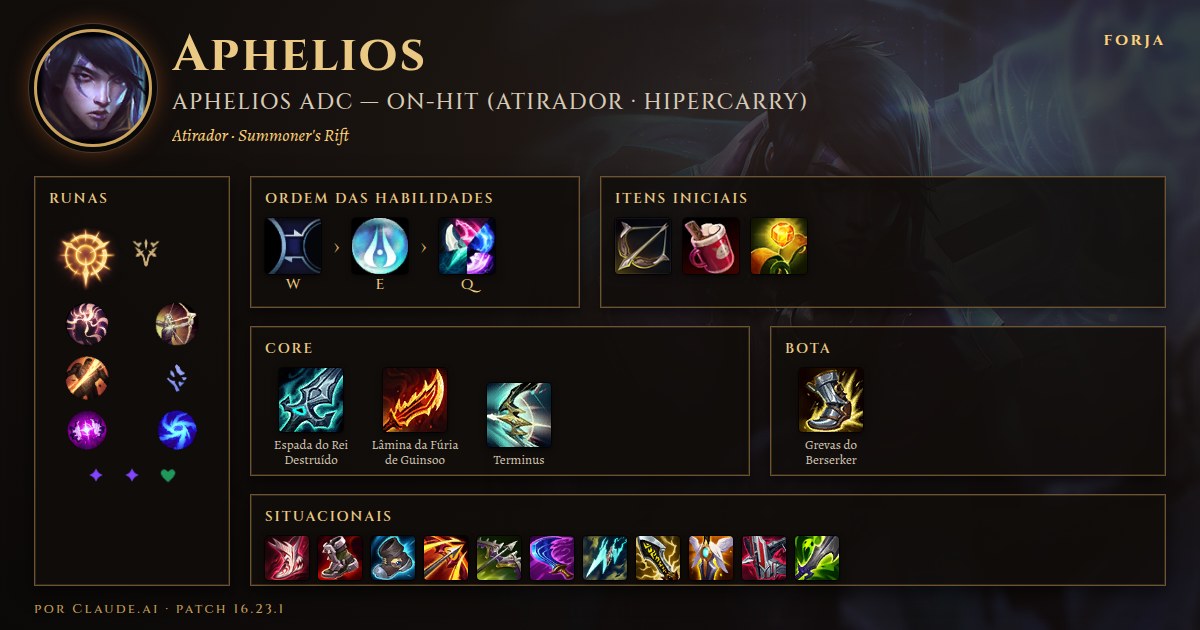 APHELIOS
FORJA
APHELIOS ADC — ON-HIT (ATIRADOR · HIPERCARRY)
Atirador · Summoner's Rift
RUNAS
ORDEM DAS HABILIDADES
W › E › Q
ITENS INICIAIS
CORE
Espada do Rei
Destruído
Lâmina da Fúria
de Guinsoo
Terminus
BOTA
Grevas do
Berserker
SITUACIONAIS
POR CLAUDE.AI · PATCH 16.23.1